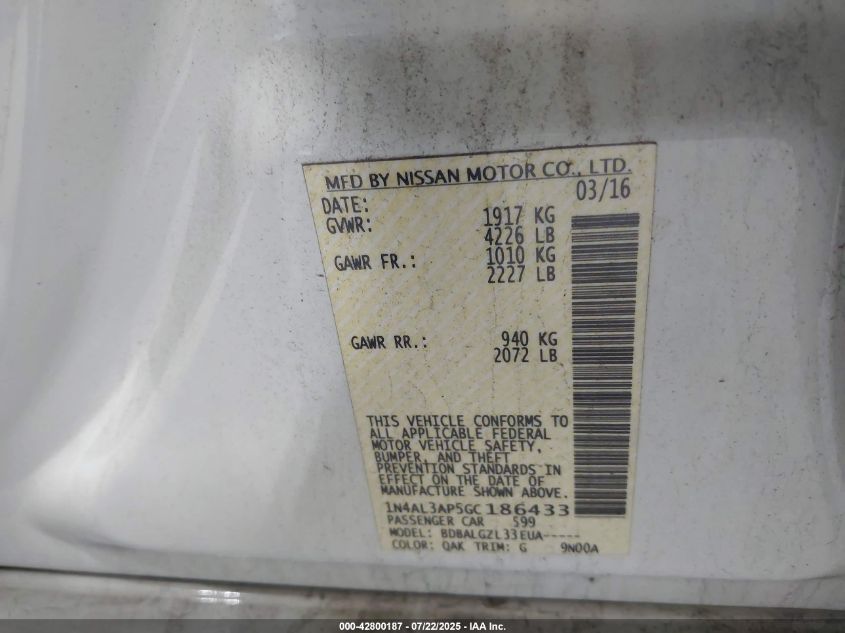 MFD BY NISSAN MOTOR CO., LTD.
DATE: 03/16
GVWR: 1917 KG
4226 LB
GAWR FR.: 1010 KG
2227 LB
GAWR RR.: 940 KG
2072 LB
THIS VEHICLE CONFORMS TO
ALL APPLICABLE FEDERAL
MOTOR VEHICLE SAFETY,
BUMPER, AND THEFT
PREVENTION STANDARDS IN
EFFECT ON THE DATE OF
MANUFACTURE SHOWN ABOVE.
1N4AL3AP5GC186433
PASSENGER CAR 599
MODEL: BDBALGZL33EUA-----
COLOR: QAK TRIM: G 9N00A
000-42800187 - 07/22/2025 - IAA Inc.